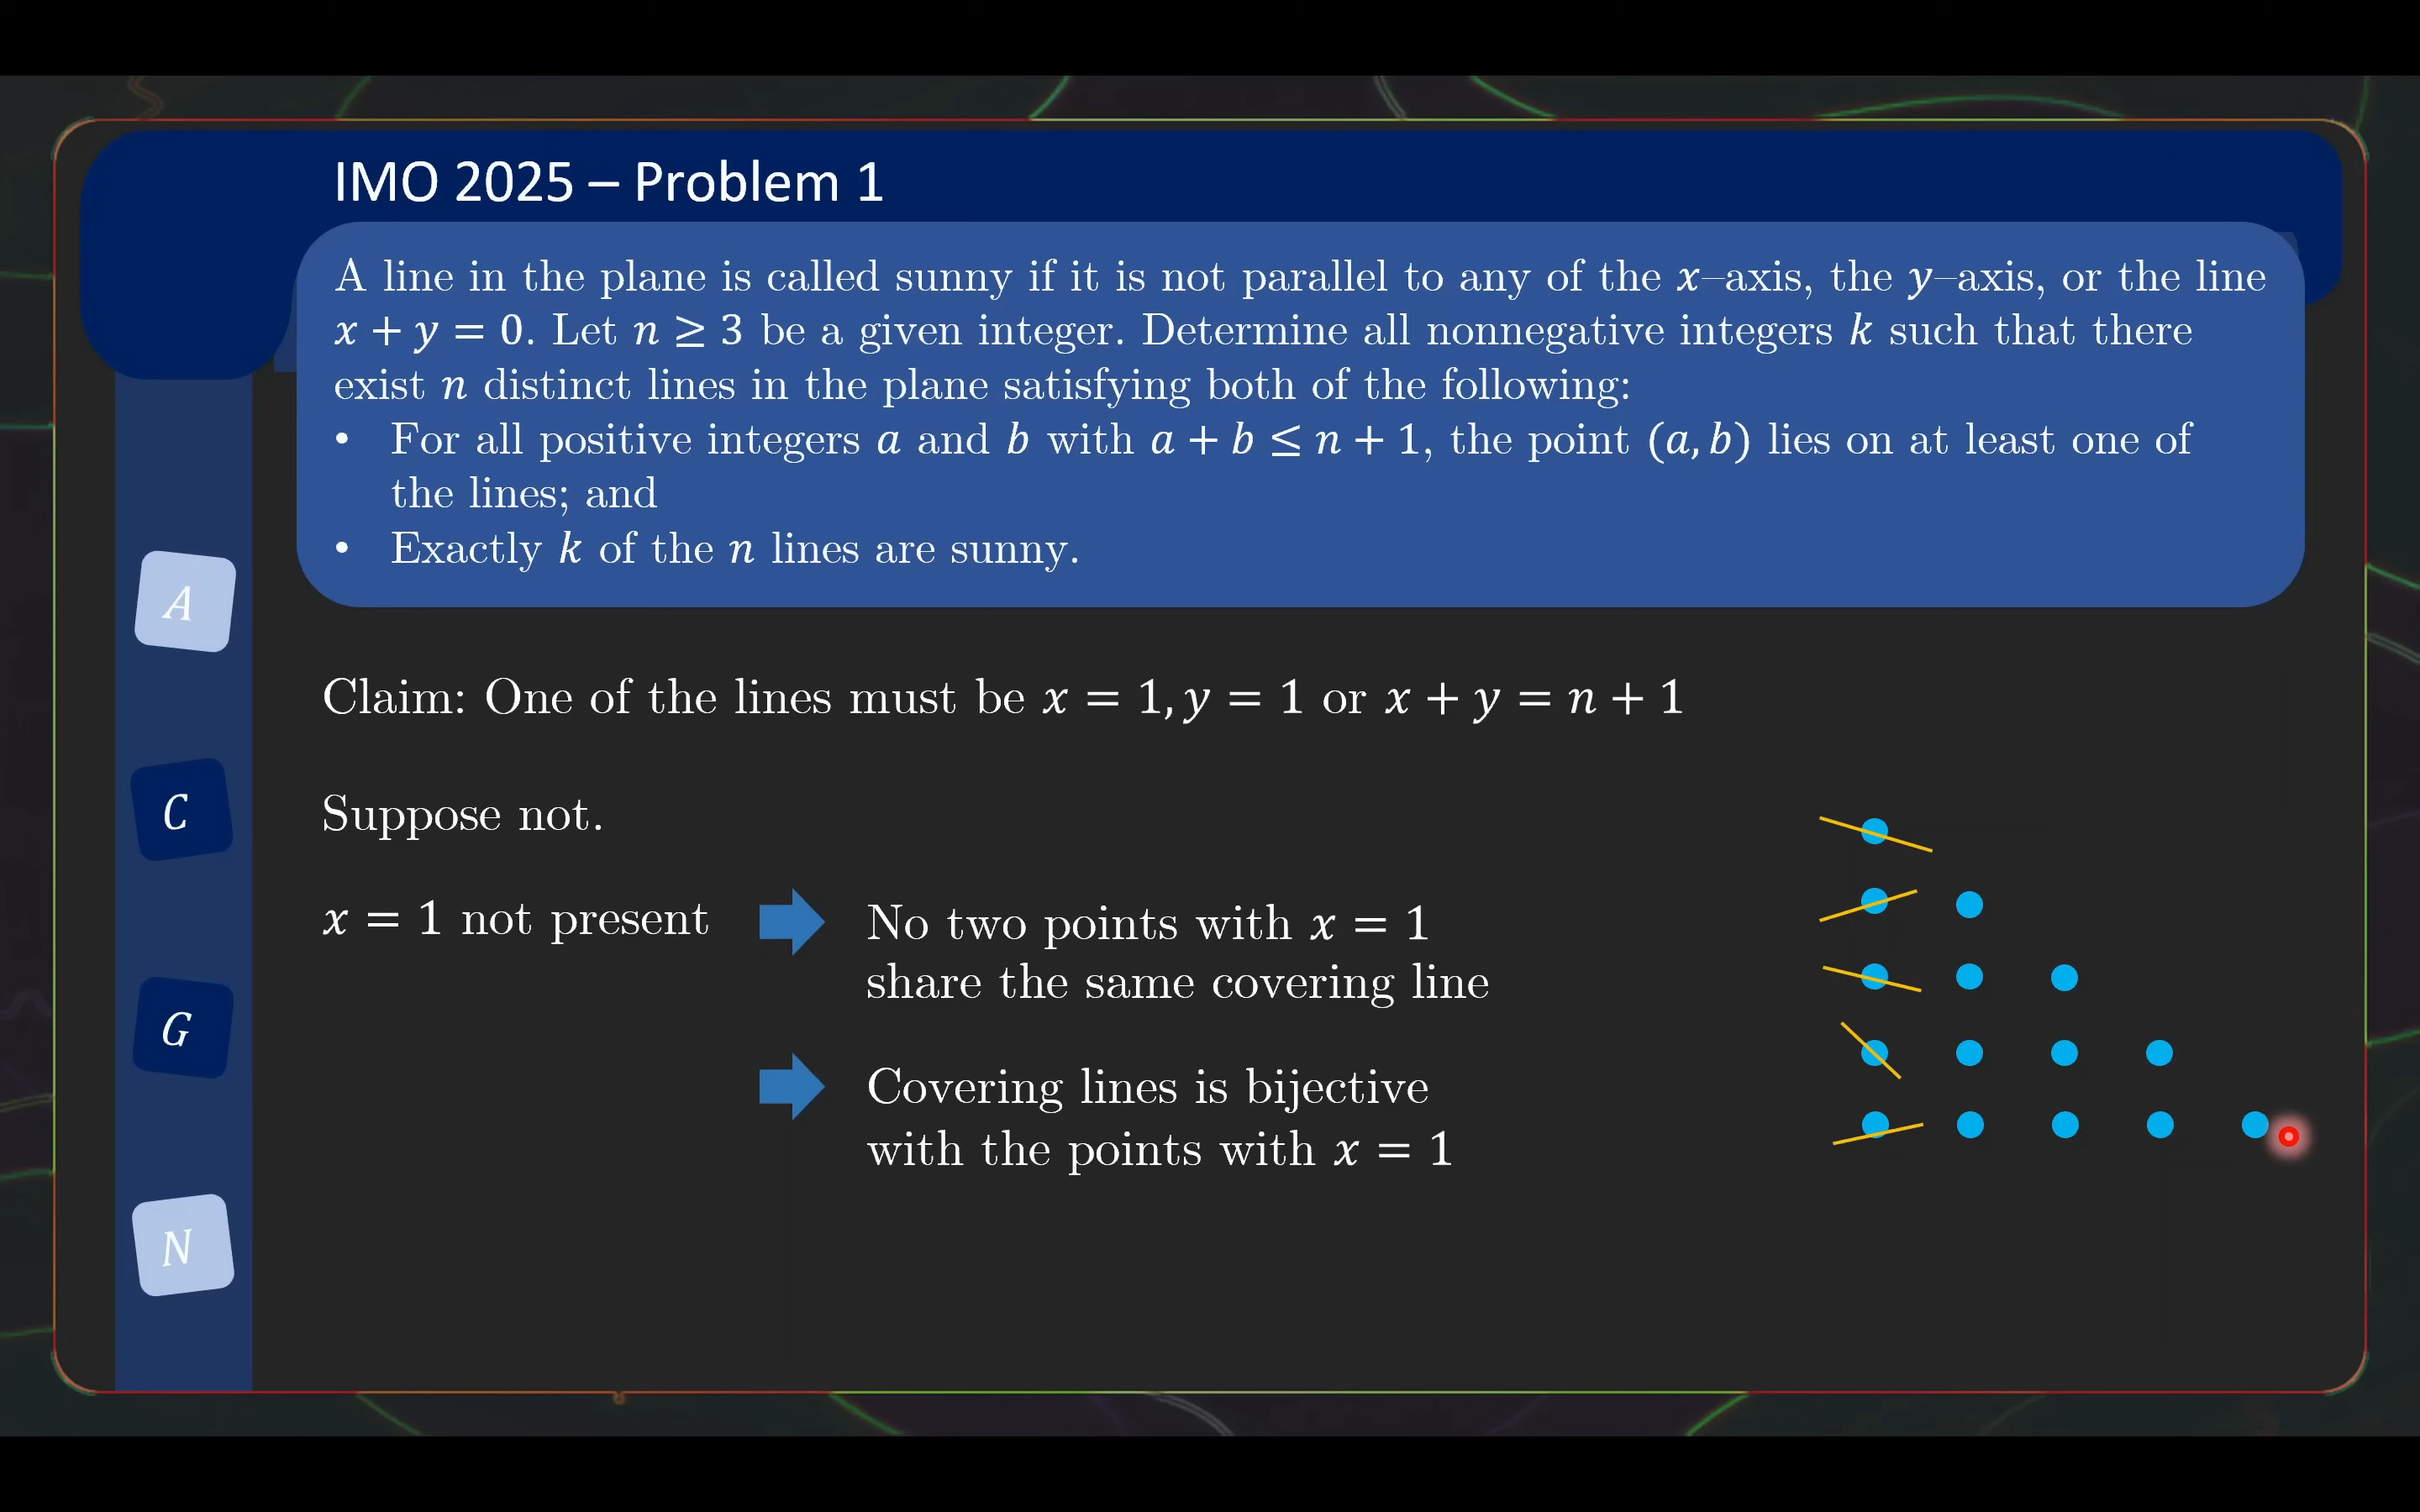 IMO 2025 – Problem 1
A line in the plane is called sunny if it is not parallel to any of the x–axis, the y–axis, or the line
x + y = 0. Let n ≥ 3 be a given integer. Determine all nonnegative integers k such that there
exist n distinct lines in the plane satisfying both of the following:
• For all positive integers a and b with a + b ≤ n + 1, the point (a, b) lies on at least one of
the lines; and
• Exactly k of the n lines are sunny.
A
Claim: One of the lines must be x = 1, y = 1 or x + y = n + 1
C
Suppose not.
x = 1 not present
No two points with x = 1
share the same covering line
G
Covering lines is bijective
with the points with x = 1
N